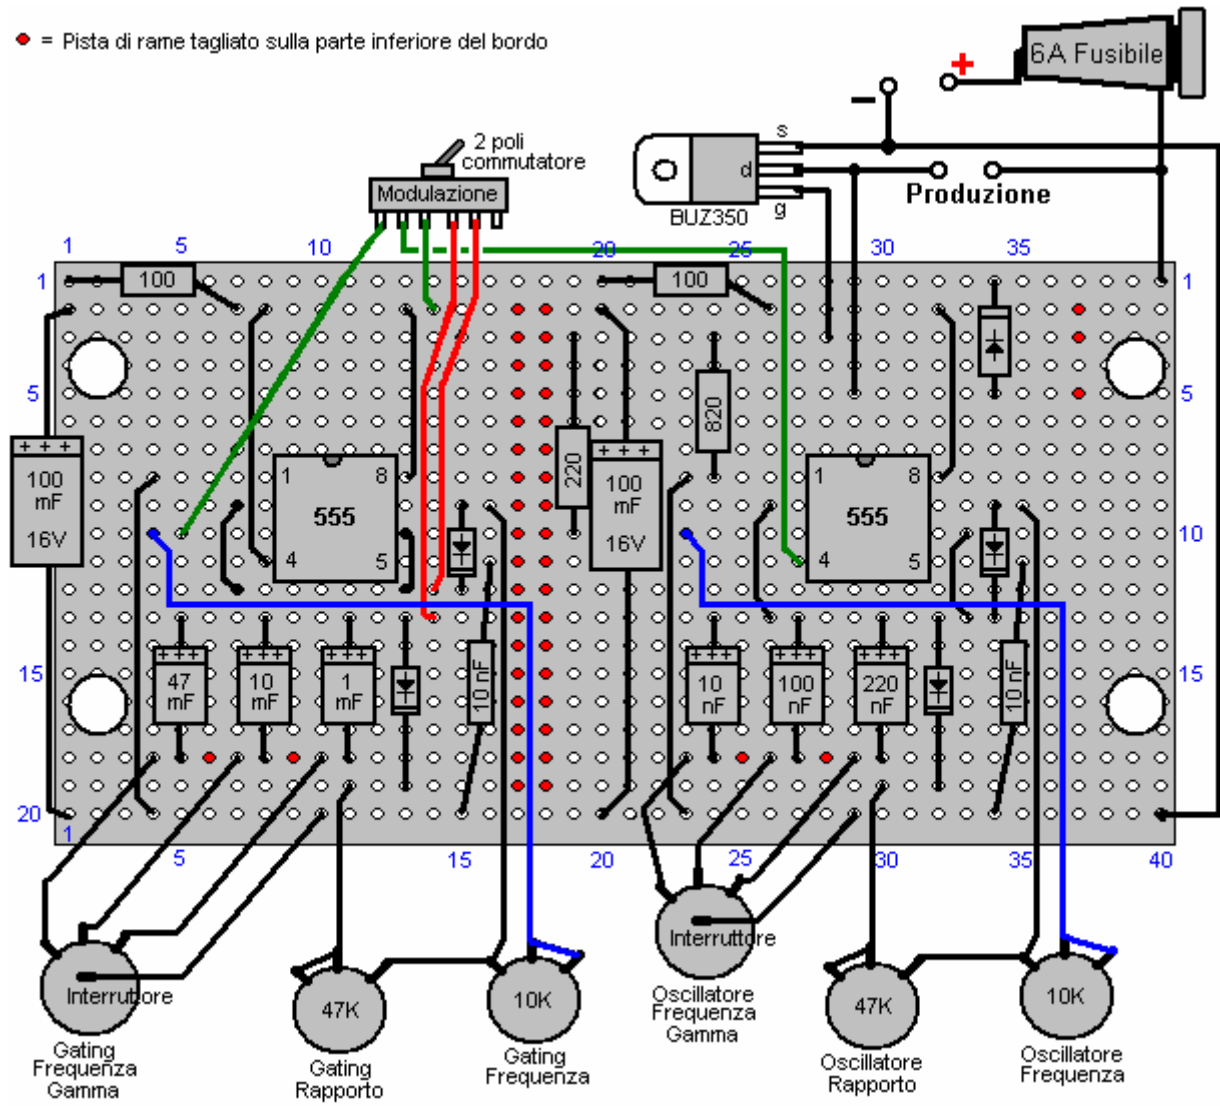 = Pista di rame tagliato sulla parte inferiore del bordo
6A Fusibile
+
−
2 poli
commutatore
Modulazione
s
d
g
BUZ350
Produzione
1 5 10 20 25 30 35
1 100 100 1
5 5
820
220
+ + +
100
mF
16V
1 8
555
4 5
+ + +
100
mF
16V
1 8
555
4 5
10
15 15
+++
47
mF
+++
10
mF
+++
1
mF
10 nF
+++
10
nF
+++
100
nF
+++
220
nF
10 nF
20
1 5 15 20 25 30 35 40
Interruttore
Gating
Frequenza
Gamma
47K
Gating
Rapporto
10K
Gating
Frequenza
Interruttore
Oscillatore
Frequenza
Gamma
47K
Oscillatore
Rapporto
10K
Oscillatore
Frequenza